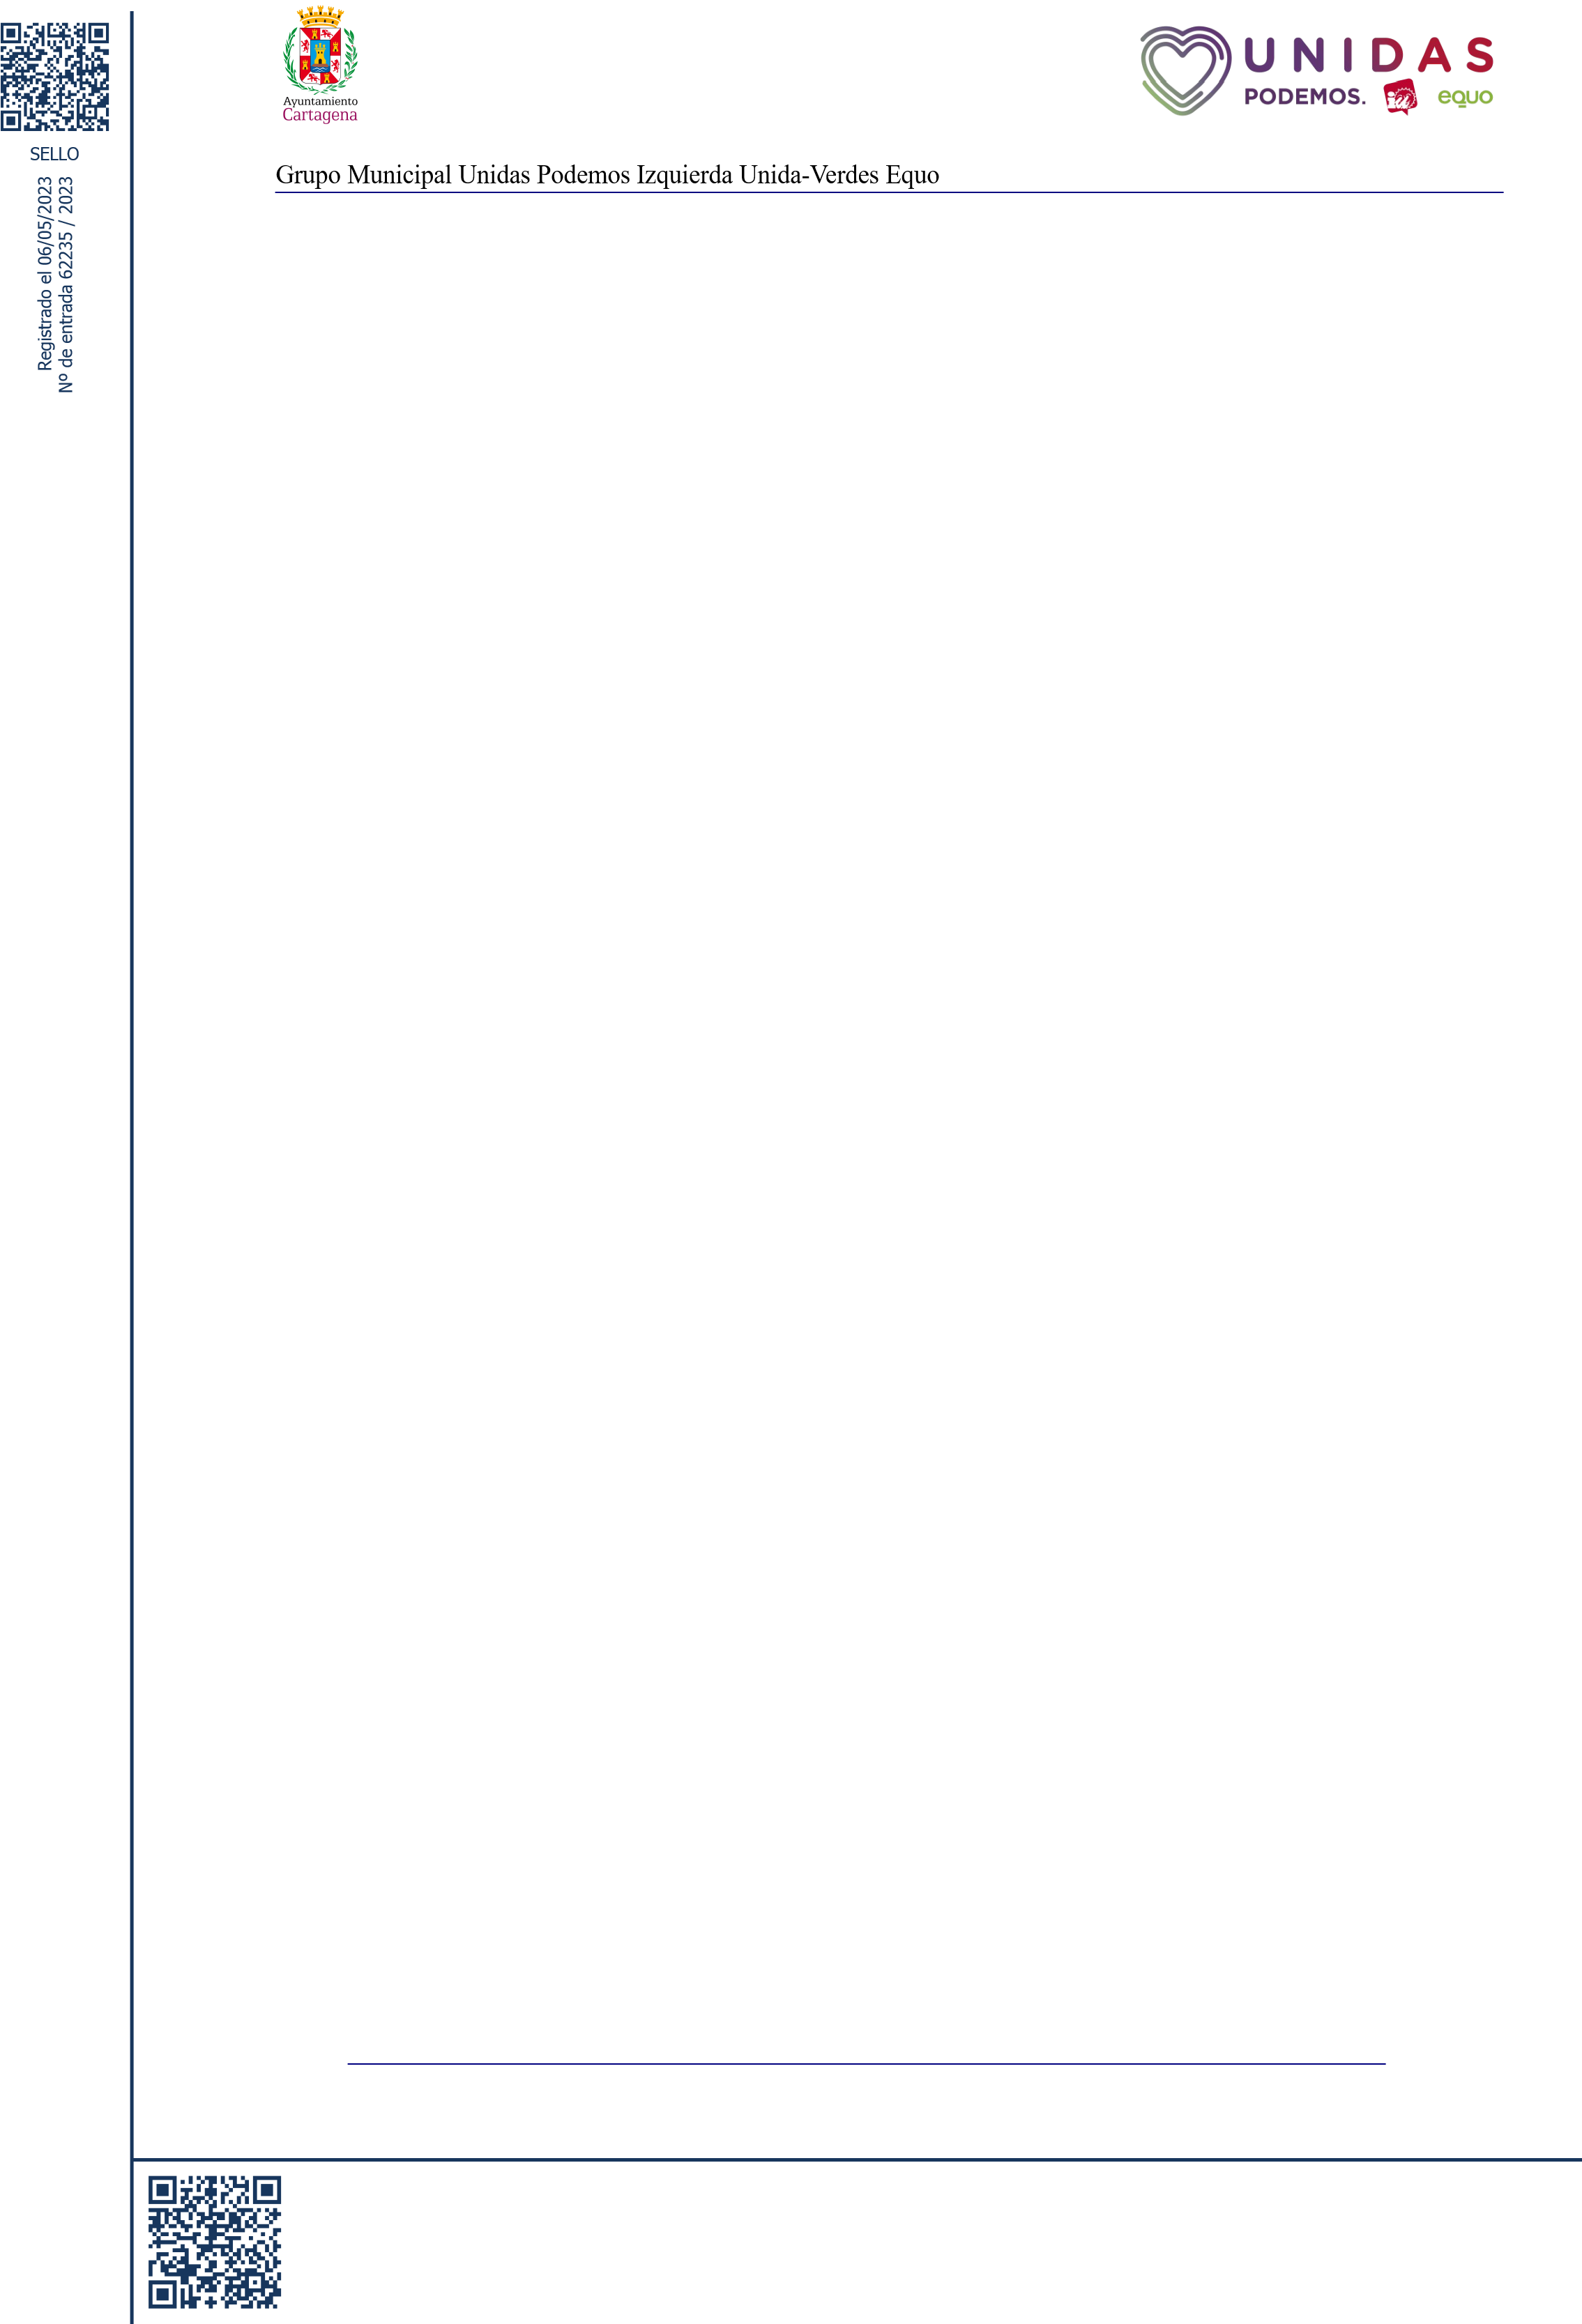 SELLO
Registrado el 06/05/2023
Nº de entrada 62235 / 2023
Ayuntamiento
Cartagena
UNIDAS
PODEMOS. iu equo
Grupo Municipal Unidas Podemos Izquierda Unida-Verdes Equo